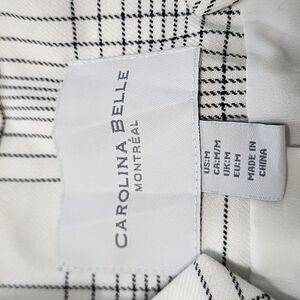 CAROLINA BELLE
MONTRÉAL
US:M
CA:M/M
UK:M
EU:M
MADE IN
CHINA